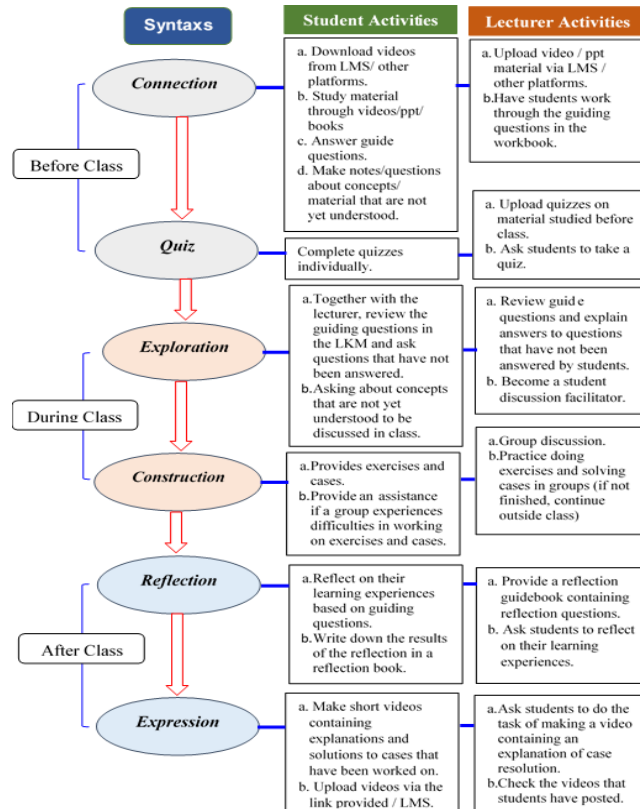 Syntaxs
Student Activities
Lecturer Activities
Before Class
Connection
a. Download videos
from LMS/ other
platforms.
b. Study material
through videos/ppt/
books
c. Answer guide
questions.
d. Make notes/questions
about concepts/
material that are not
yet understood.
a.Upload video / ppt
material via LMS /
other platforms.
b.Have students work
through the guiding
questions in the
workbook.
Quiz
Complete quizzes
individually.
a. Upload quizzes on
material studied before
class.
b. Ask students to take a
quiz.
During Class
Exploration
a.Together with the
lecturer, review the
guiding questions in
the LKM and ask
questions that have not
been answered.
b.Asking about concepts
that are not yet
understood to be
discussed in class.
a. Review guide
questions and explain
answers to questions
that have not been
answered by students.
b. Become a student
discussion facilitator.
Construction
a.Provides exercises and
cases.
b.Provide an assistance
if a group experiences
difficulties in working
on exercises and cases.
a.Group discussion.
b.Practice doing
exercises and solving
cases in groups (if not
finished, continue
outside class)
After Class
Reflection
a.Reflect on their
learning experiences
based on guiding
questions.
b.Write down the results
of the reflection in a
reflection book.
a. Provide a reflection
guidebook containing
reflection questions.
b. Ask students to reflect
on their learning
experiences.
Expression
a. Make short videos
containing
explanations and
solutions to cases that
have been worked on.
b. Upload videos via the
link provided / LMS.
a.Ask students to do the
task of making a video
containing an
explanation of case
resolution.
b.Check the videos that
students have posted.